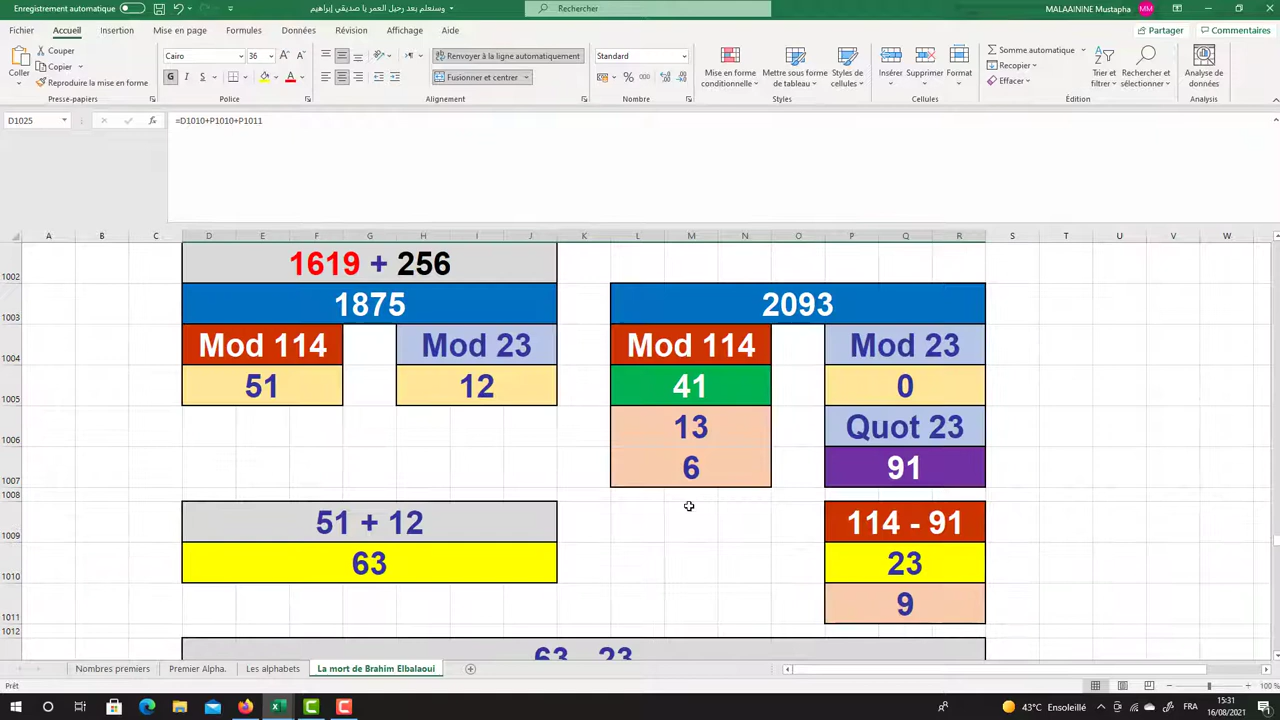 Enregistrement automatique
وستعلم بعد رحيل العمر يا صديقي إبراهيم
Rechercher
MALAAININE Mustapha
MM
Fichier Accueil Insertion Mise en page Formules Données Révision Affichage Aide
Partager Commentaires
Coller
Couper
Copier
Reproduire la mise en forme
Presse-papiers
Cairo 36
G I S
Police
Renvoyer à la ligne automatiquement
Fusionner et centrer
Alignement
Standard
% 000
Nombre
Mise en forme conditionnelle
Mettre sous forme de tableau
Styles de cellules
Styles
Insérer Supprimer Format
Cellules
Somme automatique
Recopier
Effacer
Trier et filtrer
Rechercher et sélectionner
Édition
Analyse de données
Analysis
D1025
fx
=D1010+P1010+P1011
A B C D E F G H I J K L M N O P Q R S T U V W
1002 1619 + 256
1003 1875 2093
1004 Mod 114 Mod 23 Mod 114 Mod 23
1005 51 12 41 0
1006 13 Quot 23
1007 6 91
1008
1009 51 + 12 114 - 91
1010 63 23
1011 9
1012
63 23
Nombres premiers Premier Alpha. Les alphabets La mort de Brahim Elbalaoui
Prêt
100 %
43°C Ensoleillé
15:31
16/08/2021